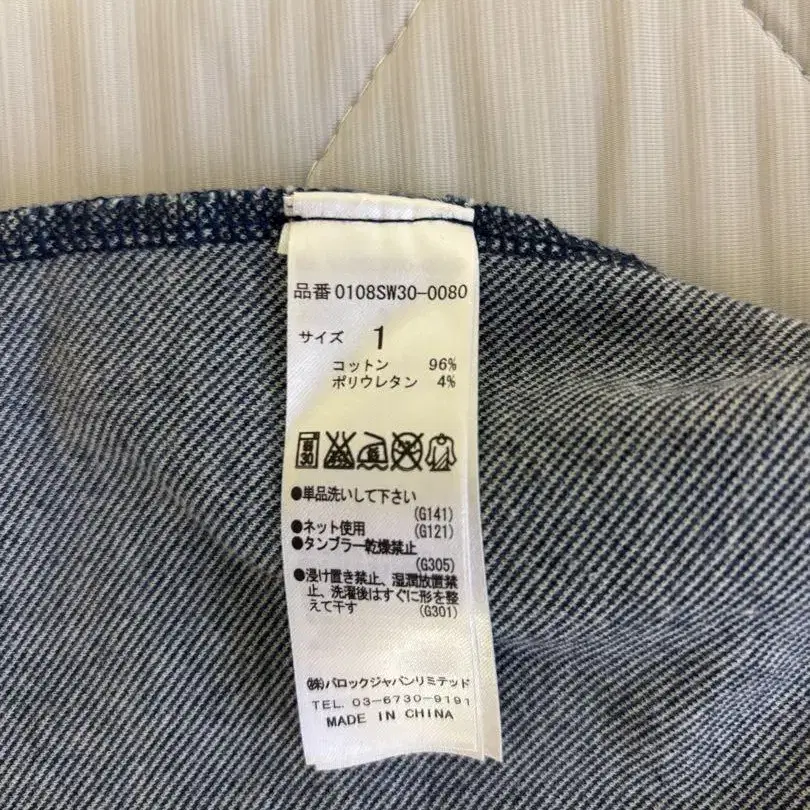 品番 0108SW30-0080
サイズ 1
コットン 96%
ポリウレタン 4%
30
●単品洗いして下さい
(G141)
●ネット使用 (G121)
●タンブラー乾燥禁止
(G305)
●浸け置き禁止、湿潤放置禁
止、洗濯後はすぐに形を整
えて干す (G301)
㈱バロックジャパンリミテッド
TEL. 03-6730-9191
MADE IN CHINA